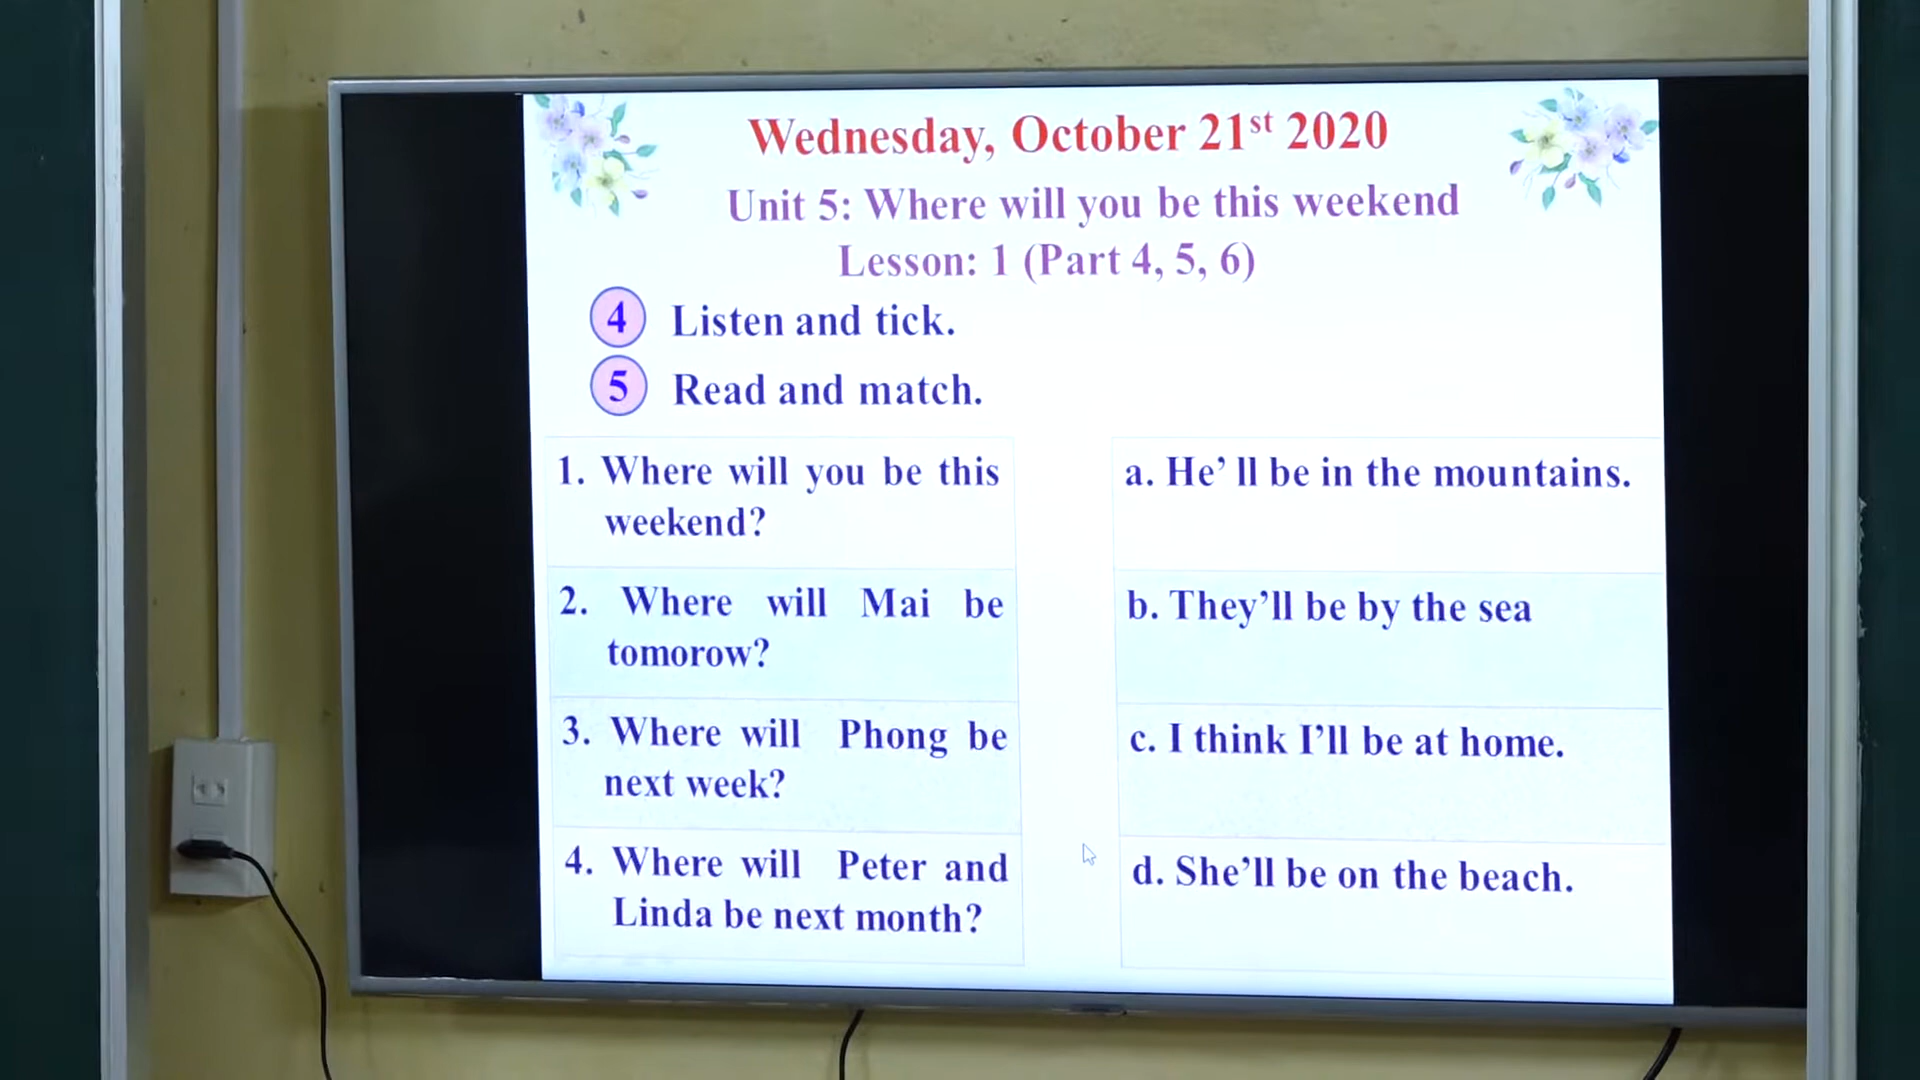 Wednesday, October 21st 2020
Unit 5: Where will you be this weekend
Lesson: 1 (Part 4, 5, 6)
4 Listen and tick.
5 Read and match.
1. Where will you be this
weekend?
2. Where will Mai be
tomorow?
3. Where will Phong be
next week?
4. Where will Peter and
Linda be next month?
a. He’ ll be in the mountains.
b. They’ll be by the sea
c. I think I’ll be at home.
d. She’ll be on the beach.